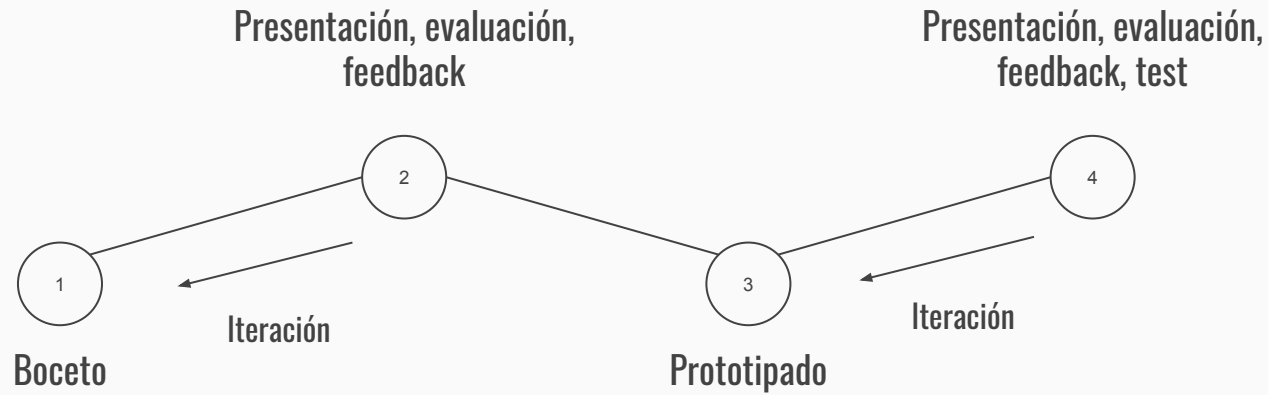 Presentación, evaluación,
feedback
Presentación, evaluación,
feedback, test
2
4
1
3
Iteración
Iteración
Boceto
Prototipado